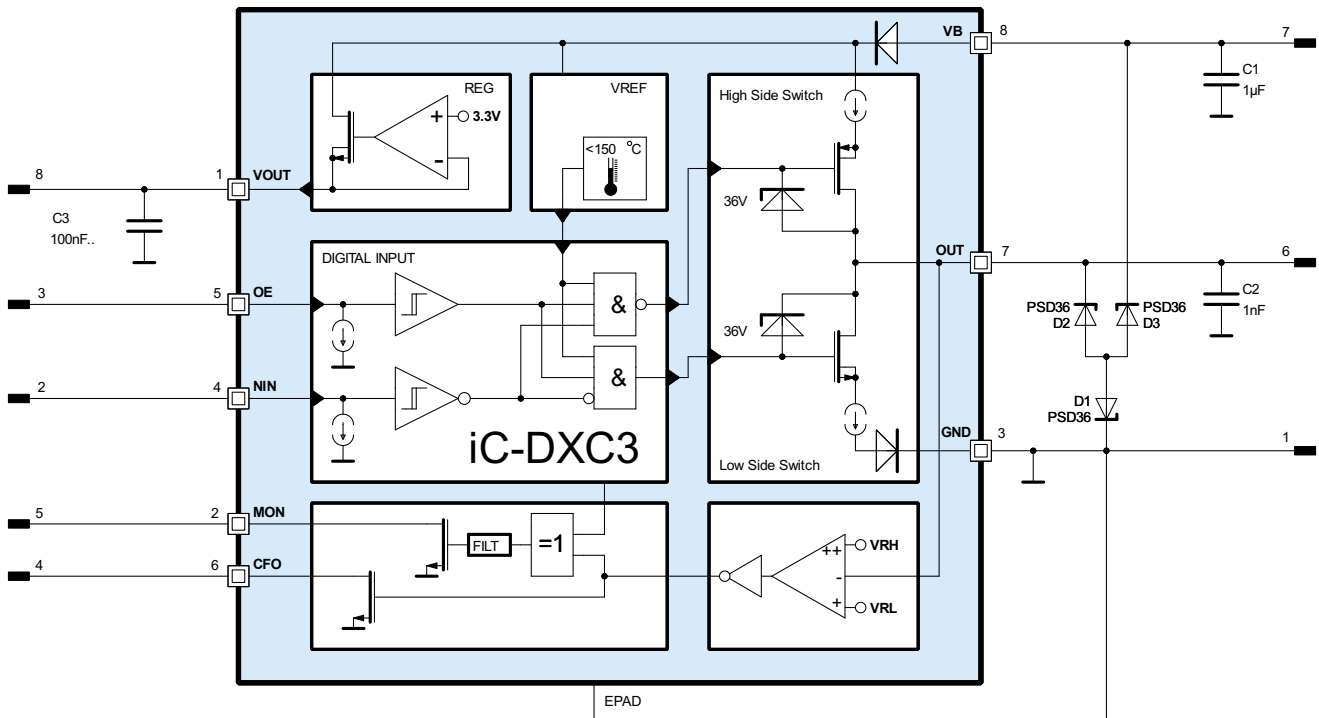 VB
8
7
C1
1µF
REG
+
3.3V
-
VREF
<150 °C
High Side Switch
36V
8
1
VOUT
C3
100nF..
OUT
7
6
C2
1nF
PSD36
D2
PSD36
D3
DIGITAL INPUT
3
5
OE
&
36V
2
4
NIN
&
iC-DXC3
Low Side Switch
D1
PSD36
GND
3
1
5
2
MON
FILT
=1
4
6
CFO
++
VRH
-
+
VRL
EPAD